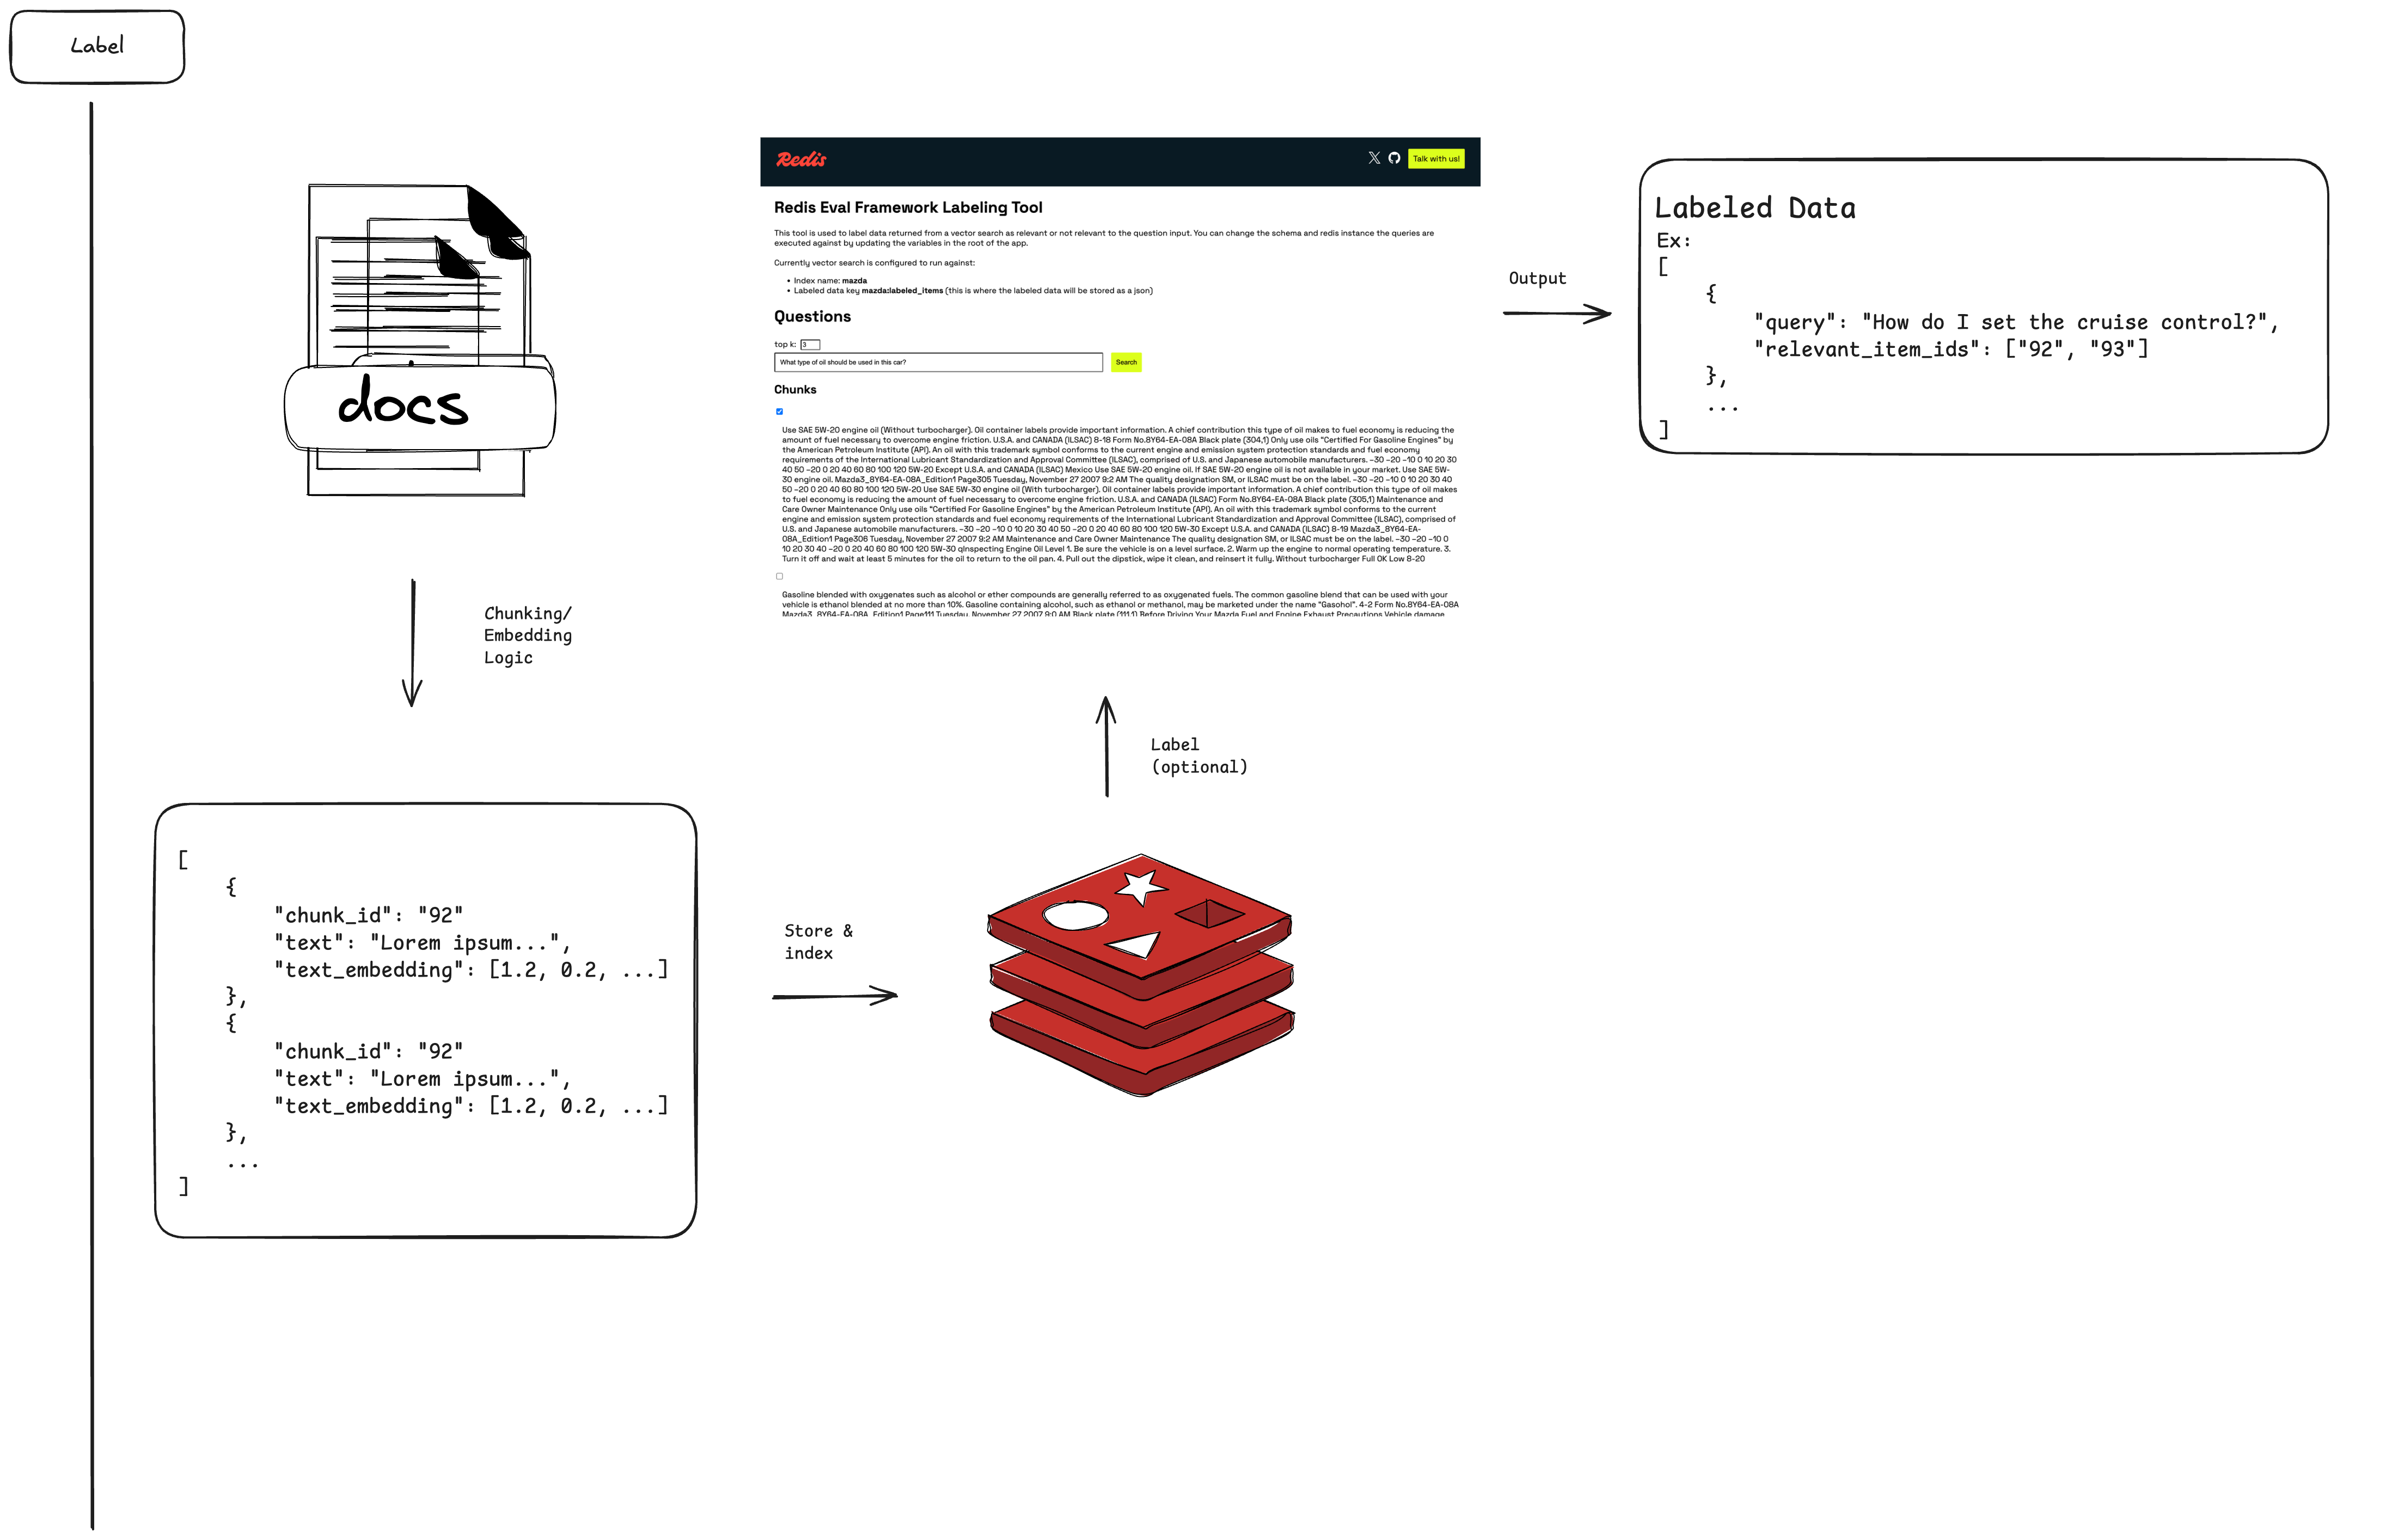 Label
docs
Chunking/
Embedding
Logic
[
{
"chunk_id": "92"
"text": "Lorem ipsum...",
"text_embedding": [1.2, 0.2, ...]
},
{
"chunk_id": "92"
"text": "Lorem ipsum...",
"text_embedding": [1.2, 0.2, ...]
},
...
]
Store &
index
Label
(optional)
Redis
Talk with us!
Redis Eval Framework Labeling Tool
This tool is used to label data returned from a vector search as relevant or not relevant to the question input. You can change the schema and redis instance the queries are
executed against by updating the variables in the root of the app.
Currently vector search is configured to run against:
• Index name: mazda
• Labeled data key mazda:labeled_items (this is where the labeled data will be stored as a json)
Questions
top k: 3
What type of oil should be used in this car?
Search
Chunks
Use SAE 5W-20 engine oil (Without turbocharger). Oil container labels provide important information. A chief contribution this type of oil makes to fuel economy is reducing the
amount of fuel necessary to overcome engine friction. U.S.A. and CANADA (ILSAC) 8-18 Form No.8Y64-EA-08A Black plate (304,1) Only use oils "Certified For Gasoline Engines" by
the American Petroleum Institute (API). An oil with this trademark symbol conforms to the current engine and emission system protection standards and fuel economy
requirements of the International Lubricant Standardization and Approval Committee (ILSAC), comprised of U.S. and Japanese automobile manufacturers. –30 –20 –10 0 10 20 30
40 50 –20 0 20 40 60 80 100 120 5W-20 Except U.S.A. and CANADA (ILSAC) Mexico Use SAE 5W-20 engine oil. If SAE 5W-20 engine oil is not available in your market. Use SAE 5W-
30 engine oil. Mazda3_8Y64-EA-08A_Edition1 Page305 Tuesday, November 27 2007 9:2 AM The quality designation SM, or ILSAC must be on the label. –30 –20 –10 0 10 20 30 40
50 –20 0 20 40 60 80 100 120 5W-20 Use SAE 5W-30 engine oil (With turbocharger). Oil container labels provide important information. A chief contribution this type of oil makes
to fuel economy is reducing the amount of fuel necessary to overcome engine friction. U.S.A. and CANADA (ILSAC) Form No.8Y64-EA-08A Black plate (305,1) Maintenance and
Care Owner Maintenance Only use oils "Certified For Gasoline Engines" by the American Petroleum Institute (API). An oil with this trademark symbol conforms to the current
engine and emission system protection standards and fuel economy requirements of the International Lubricant Standardization and Approval Committee (ILSAC), comprised of
U.S. and Japanese automobile manufacturers. –30 –20 –10 0 10 20 30 40 50 –20 0 20 40 60 80 100 120 5W-30 Except U.S.A. and CANADA (ILSAC) 8-19 Mazda3_8Y64-EA-
08A_Edition1 Page306 Tuesday, November 27 2007 9:2 AM Maintenance and Care Owner Maintenance The quality designation SM, or ILSAC must be on the label. –30 –20 –10 0
10 20 30 40 –20 0 20 40 60 80 100 120 5W-30 qInspecting Engine Oil Level 1. Be sure the vehicle is on a level surface. 2. Warm up the engine to normal operating temperature. 3.
Turn it off and wait at least 5 minutes for the oil to return to the oil pan. 4. Pull out the dipstick, wipe it clean, and reinsert it fully. Without turbocharger Full OK Low 8-20
Gasoline blended with oxygenates such as alcohol or other compounds are generally referred to as oxygenated fuels. The common gasoline blend that can be used with your
vehicle is ethanol blended at no more than 10%. Gasoline containing alcohol, such as ethanol or methanol, may be marketed under the name "Gasohol". 4-2 Form No.8Y64-EA-08A
Mazda3_8Y64-EA-08A_Edition1 Page111 Tuesday, November 27 2007 9:0 AM Black plate (111,1) Before Driving Your Mazda Fuel and Engine Exhaust Precautions Vehicle damage
Output
Labeled Data
Ex:
[
{
"query": "How do I set the cruise control?",
"relevant_item_ids": ["92", "93"]
},
...
]